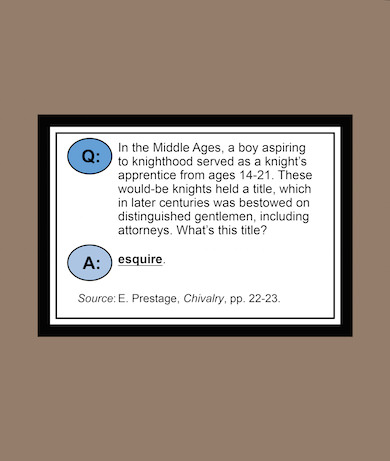 Q: In the Middle Ages, a boy aspiring
to knighthood served as a knight's
apprentice from ages 14-21. These
would-be knights held a title, which
in later centuries was bestowed on
distinguished gentlemen, including
attorneys. What's this title?
A: esquire.
Source: E. Prestage, Chivalry, pp. 22-23.